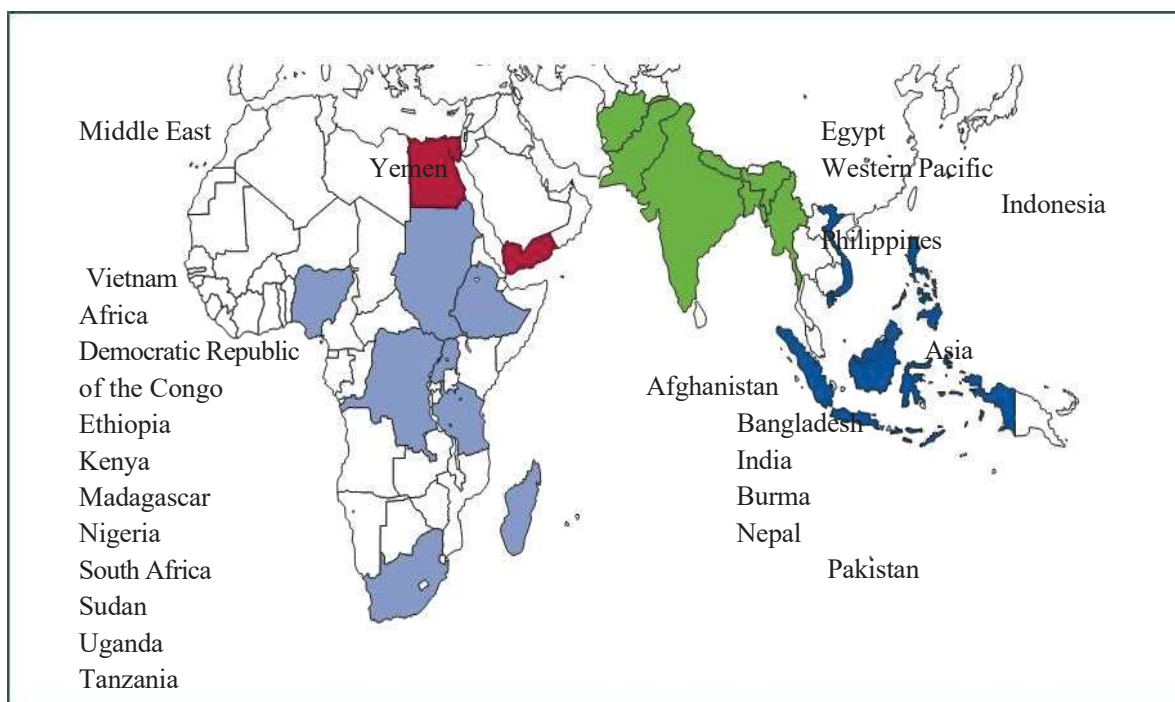 Middle East
Egypt
Yemen
Western Pacific
Indonesia
Philippines
Vietnam
Africa
Democratic Republic
of the Congo
Ethiopia
Kenya
Madagascar
Nigeria
South Africa
Sudan
Uganda
Tanzania
Asia
Afghanistan
Bangladesh
India
Burma
Nepal
Pakistan